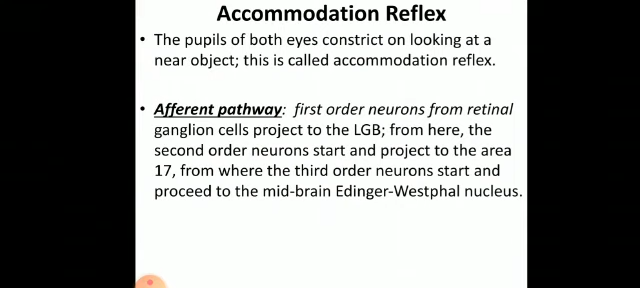 Accommodation Reflex
• The pupils of both eyes constrict on looking at a
near object; this is called accommodation reflex.
• Afferent pathway: first order neurons from retinal
ganglion cells project to the LGB; from here, the
second order neurons start and project to the area
17, from where the third order neurons start and
proceed to the mid-brain Edinger-Westphal nucleus.